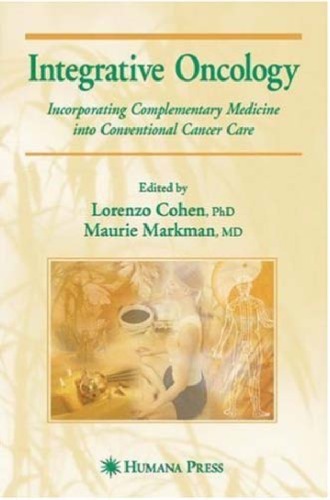 Integrative Oncology
Incorporating Complementary Medicine
into Conventional Cancer Care
Edited by
Lorenzo Cohen, PhD
Maurie Markman, MD
HUMANA PRESS